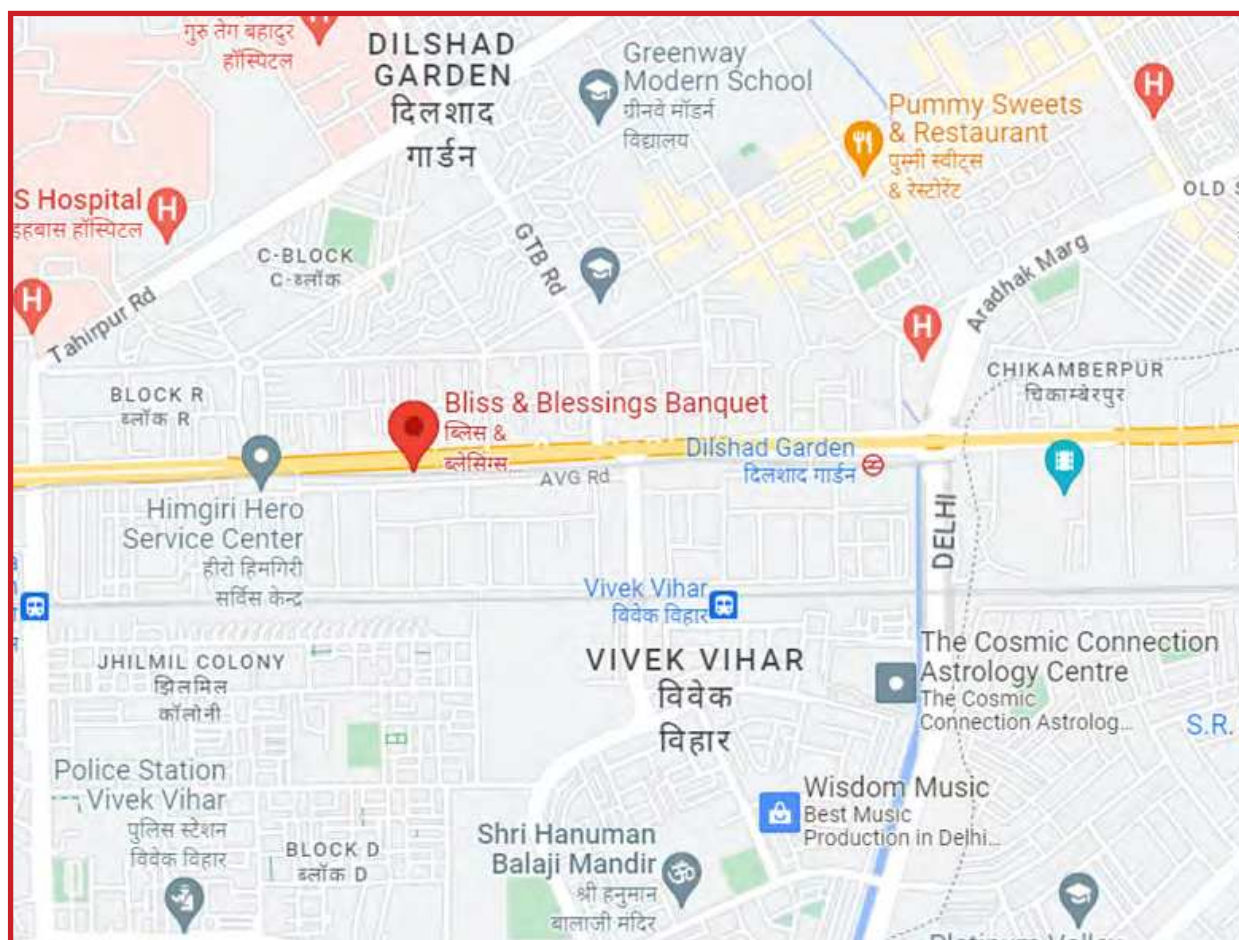 गुरु तेग बहादुर
हॉस्पिटल
DILSHAD
GARDEN
दिलशाद
गार्डन
Greenway
Modern School
ग्रीनवे मॉडर्न
विद्यालय
Pummy Sweets
& Restaurant
पुम्मी स्वीट्स
& रेस्टोरेंट
H
H
OLD S
S Hospital
इहबास हॉस्पिटल
H
C-BLOCK
C-ब्लॉक
GTB Rd
Aradhak Marg
H
Tahirpur Rd
H
CHIKAMBERPUR
चिकाम्बेरपुर
BLOCK R
ब्लॉक R
Bliss & Blessings Banquet
ब्लिस &
ब्लेसिंग्स...
Dilshad Garden
दिलशाद गार्डन
AVG Rd
Himgiri Hero
Service Center
हीरो हिमगिरी
सर्विस केन्द्र
DELHI
Vivek Vihar
विवेक विहार
JHILMIL COLONY
झिलमिल
कॉलोनी
VIVEK VIHAR
विवेक
विहार
The Cosmic Connection
Astrology Centre
The Cosmic
Connection Astrolog...
S.R.
Police Station
Vivek Vihar
पुलिस स्टेशन
विवेक विहार
Wisdom Music
Best Music
Production in Delhi...
BLOCK D
ब्लॉक D
Shri Hanuman
Balaji Mandir
श्री हनुमान
बालाजी मंदिर
ॐ